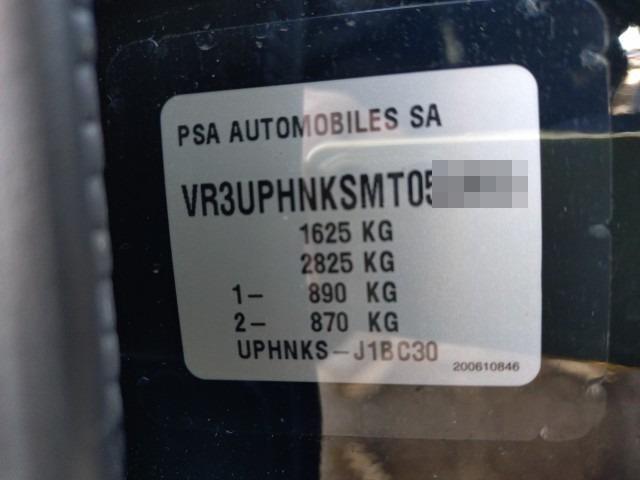 PSA AUTOMOBILES SA
VR3UPHNKSMT05
1625 KG
2825 KG
1- 890 KG
2- 870 KG
UPHNKS-J1BC30
200610846